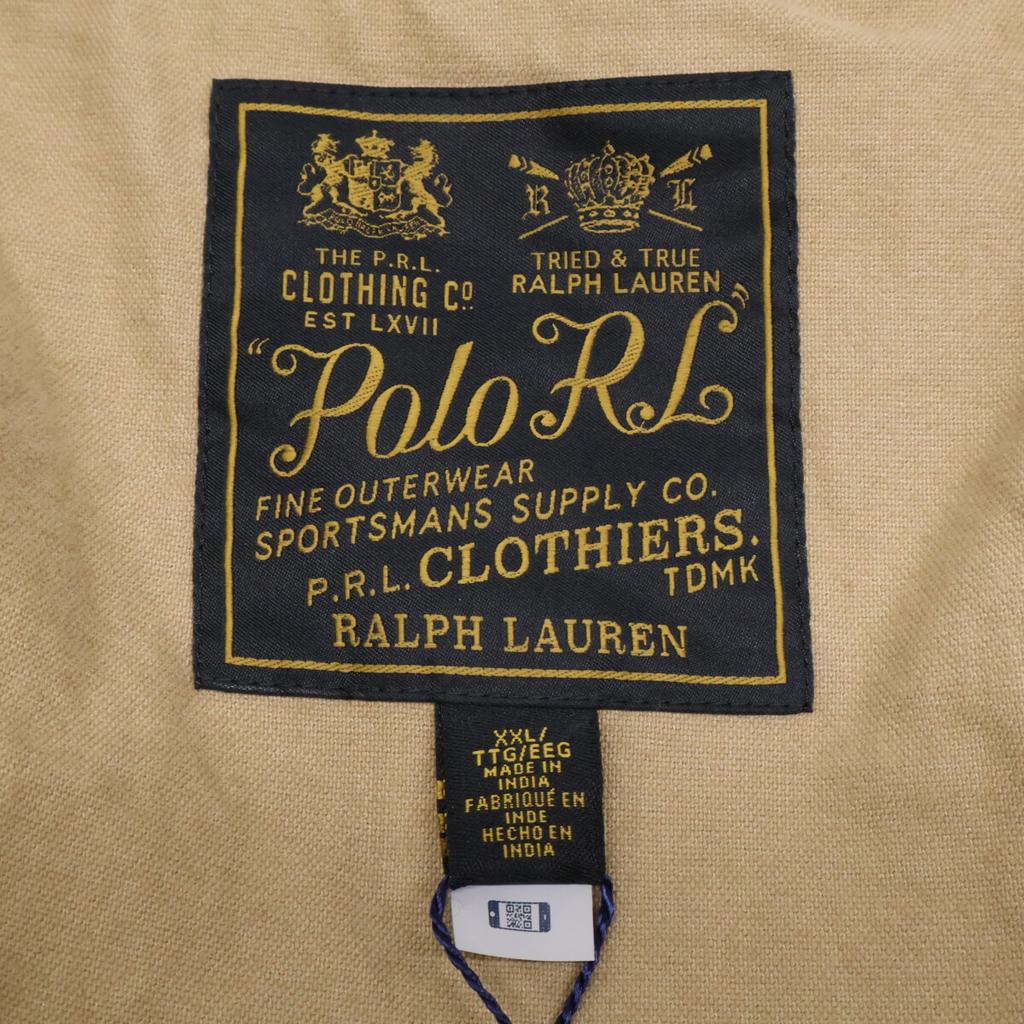 THE P.R.L.
CLOTHING Cº.
EST LXVII
R L
TRIED & TRUE
RALPH LAUREN
"Polo RL"
FINE OUTERWEAR
SPORTSMANS SUPPLY CO.
P.R.L. CLOTHIERS.
TDMK
RALPH LAUREN
XXL/
TTG/EEG
MADE IN
INDIA
FABRIQUÉ EN
INDE
HECHO EN
INDIA